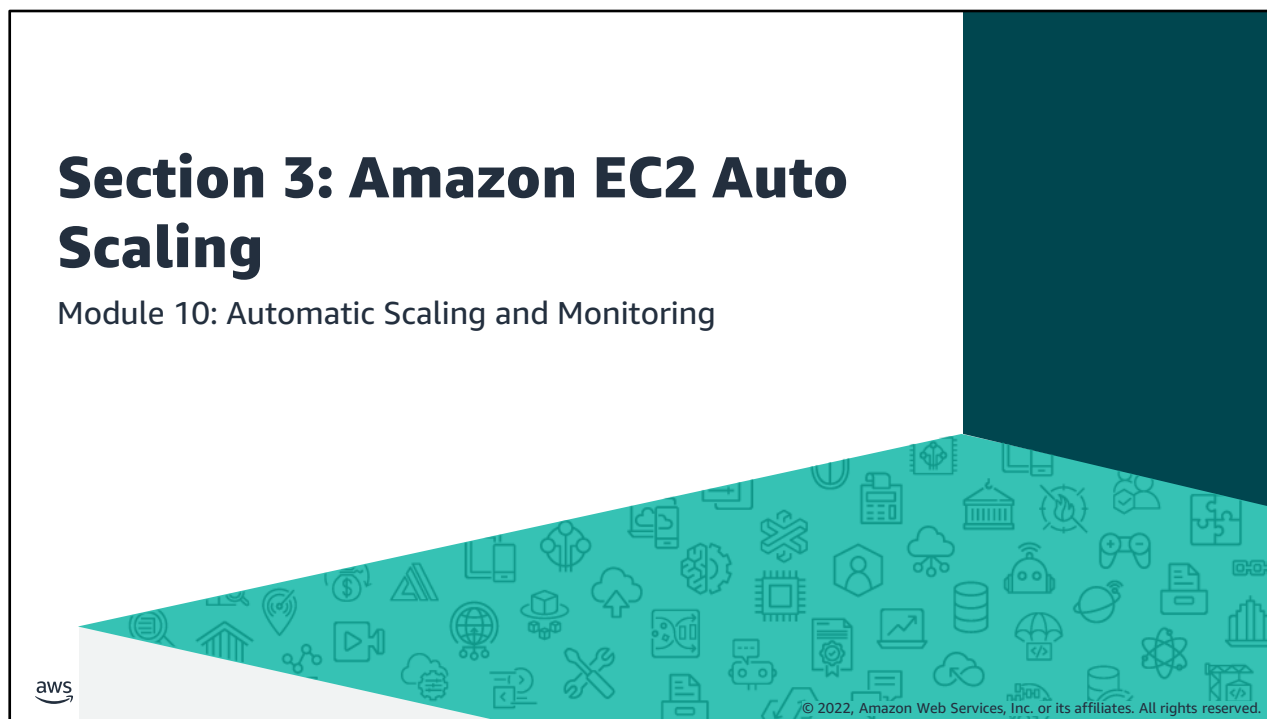 Section 3: Amazon EC2 Auto
Scaling
Module 10: Automatic Scaling and Monitoring
aws
© 2022, Amazon Web Services, Inc. or its affiliates. All rights reserved.